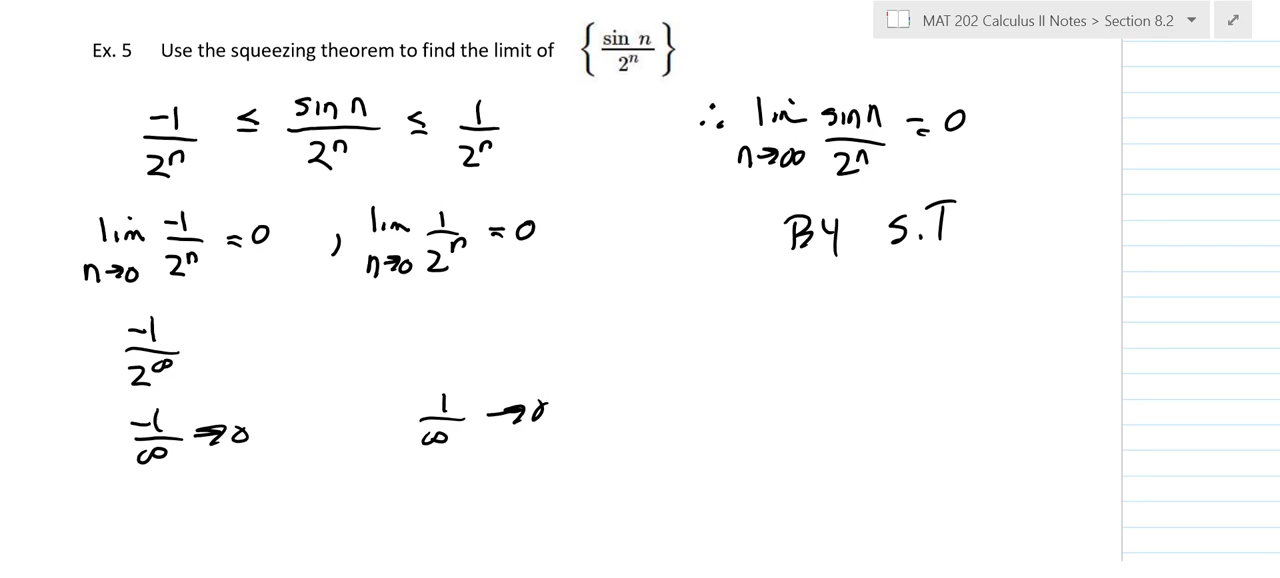 MAT 202 Calculus II Notes > Section 8.2
Ex. 5 Use the squeezing theorem to find the limit of { sin n / 2^n }
-1/2^n ≤ sin n/2^n ≤ 1/2^n
∴ lim n→∞ sin n/2^n = 0
lim n→0 -1/2^n = 0 , lim n→0 1/2^n = 0
By S.T
-1/2^∞
-1/∞ → 0
1/∞ → 0